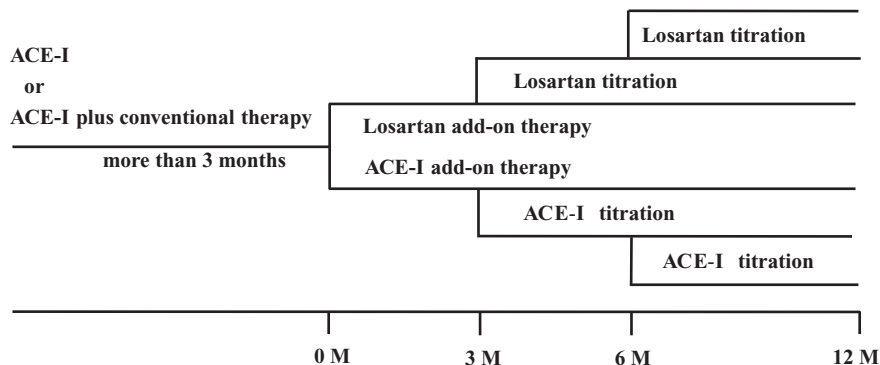 Losartan titration
ACE-I
or
Losartan titration
ACE-I plus conventional therapy
Losartan add-on therapy
more than 3 months
ACE-I add-on therapy
ACE-I titration
ACE-I titration
0 M 3 M 6 M 12 M